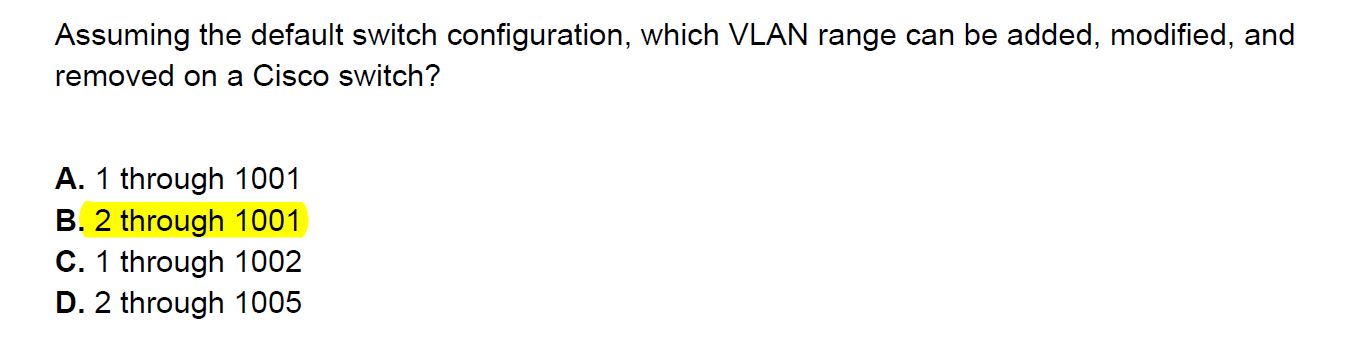 Assuming the default switch configuration, which VLAN range can be added, modified, and
removed on a Cisco switch?
A. 1 through 1001
B. 2 through 1001
C. 1 through 1002
D. 2 through 1005